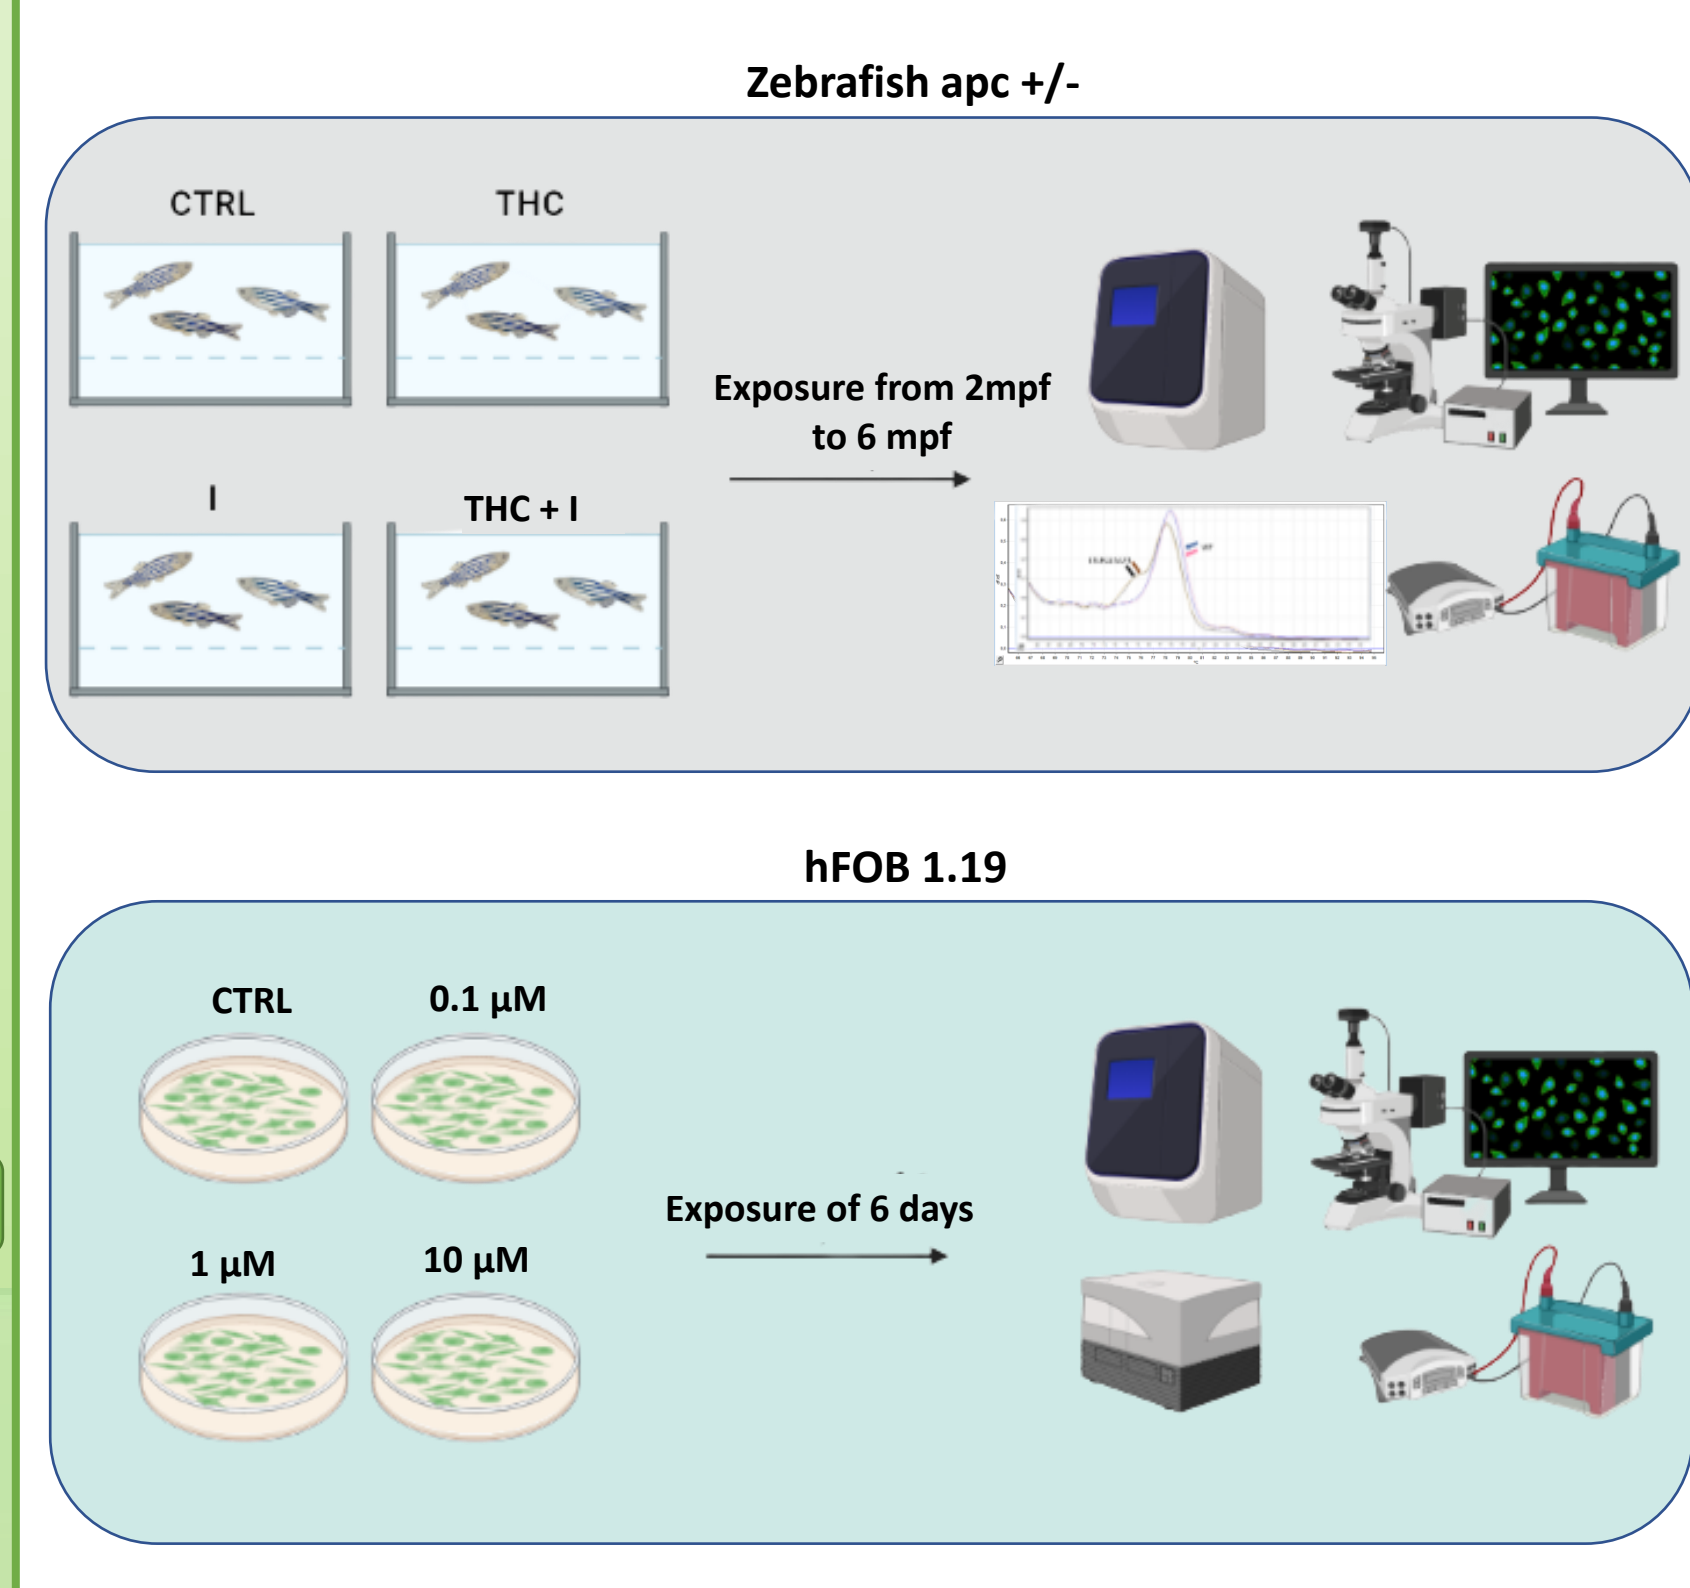 Zebrafish apc +/-
CTRL
THC
I
THC + I
Exposure from 2mpf
to 6 mpf
hFOB 1.19
CTRL
0.1 µM
1 µM
10 µM
Exposure of 6 days